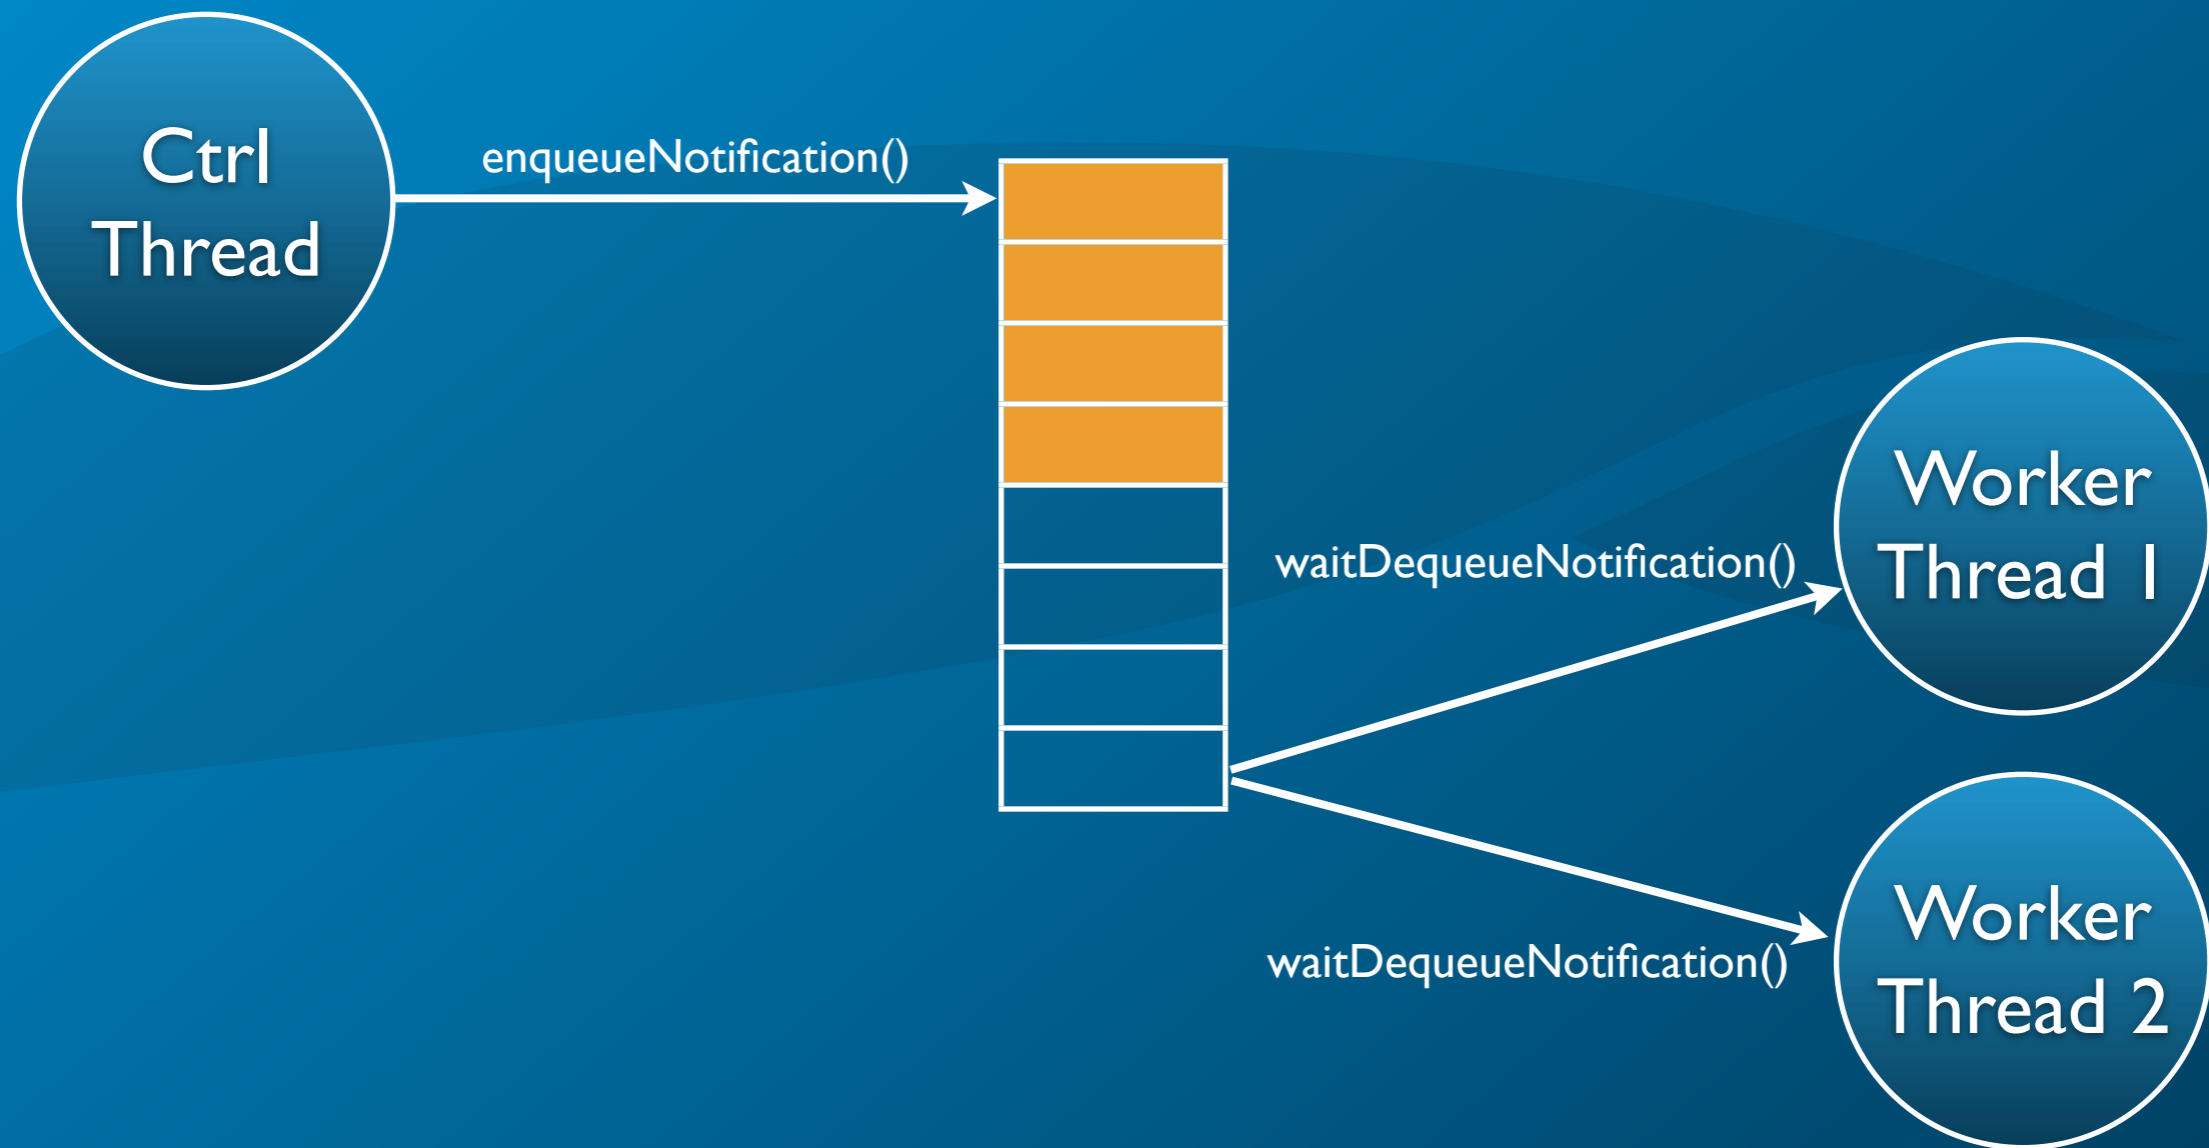 Ctrl
Thread
enqueueNotification()
waitDequeueNotification()
Worker
Thread 1
waitDequeueNotification()
Worker
Thread 2